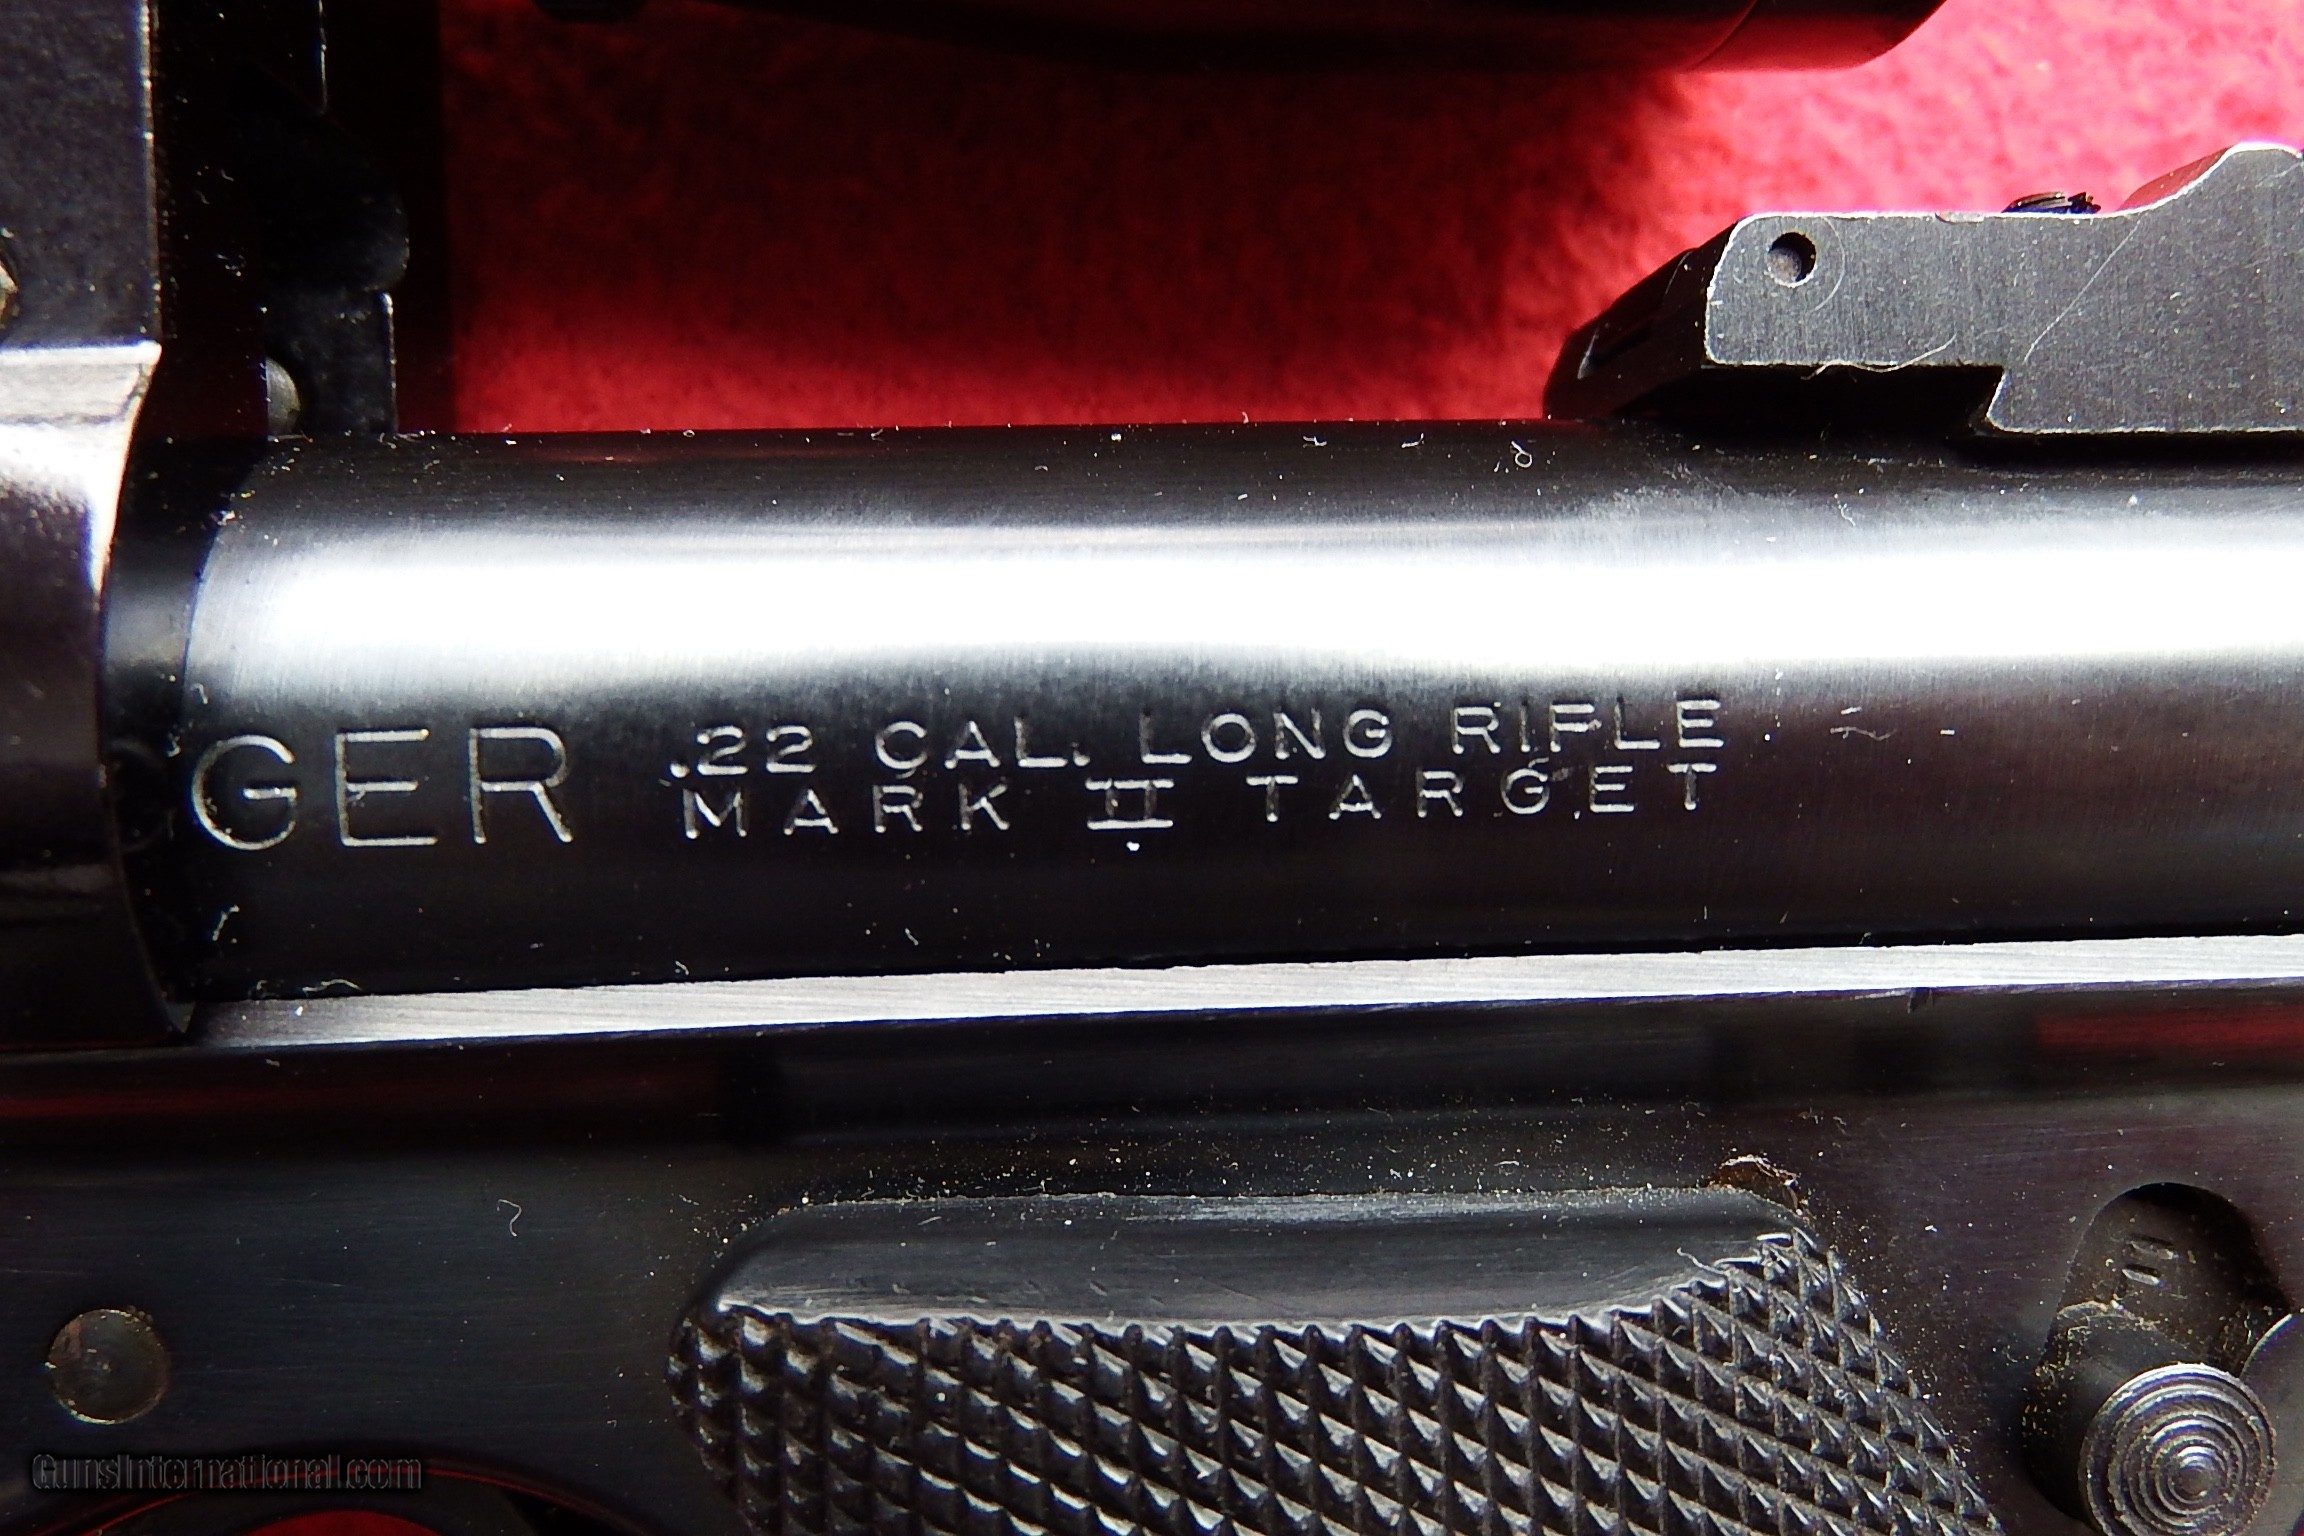 GER
.22 CAL. LONG RIFLE
MARK II TARGET
GunsInternational.com